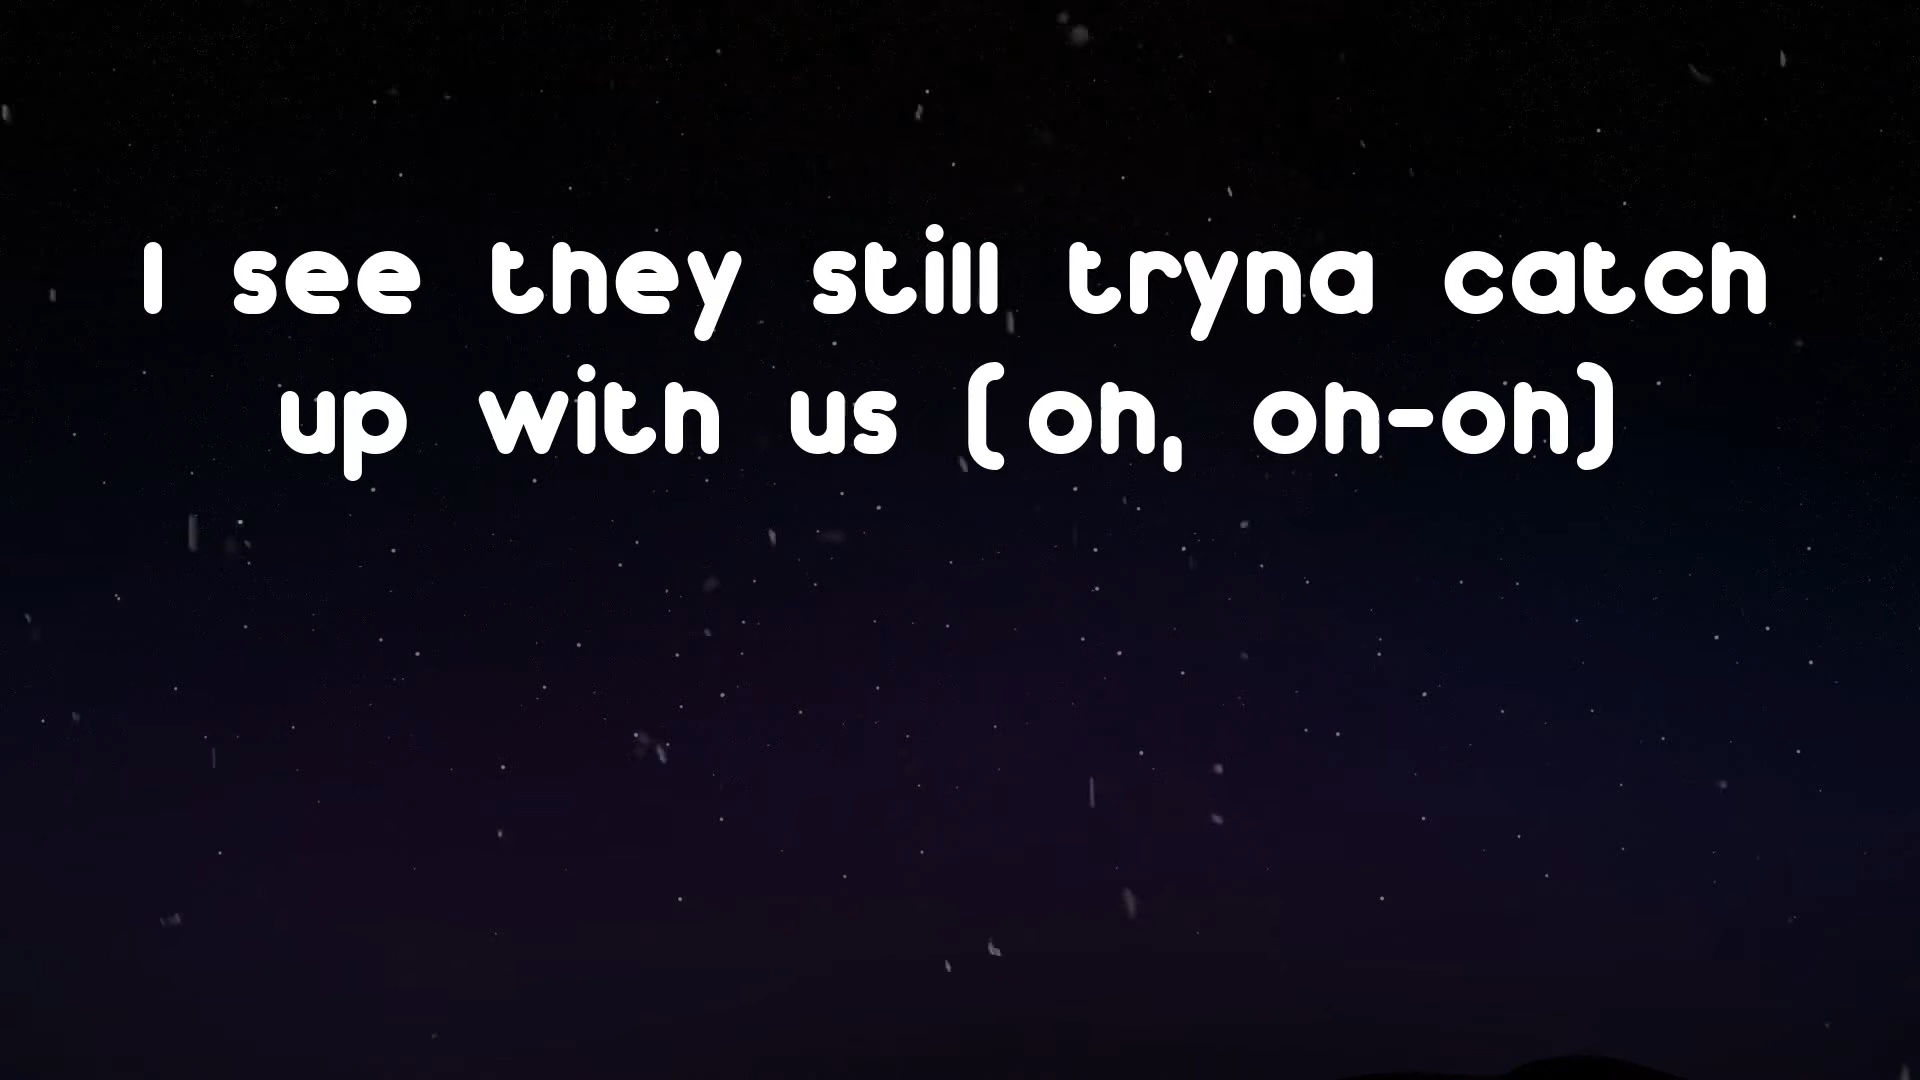 I see they still tryna catch
up with us (oh, oh-oh)